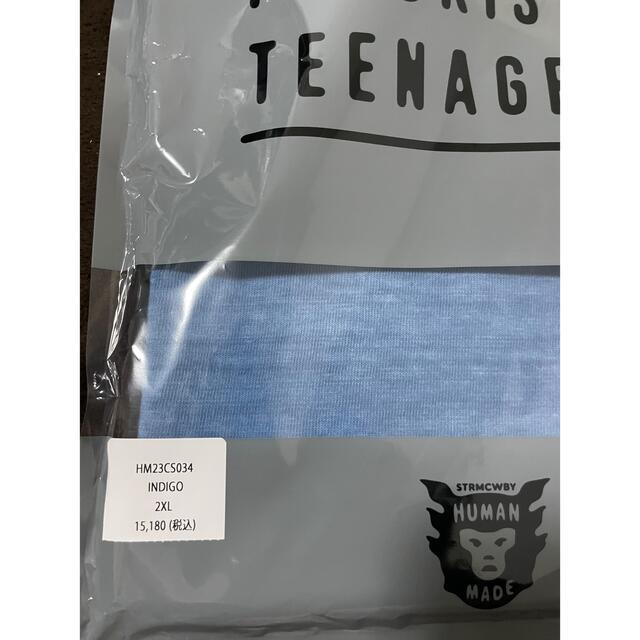 TEENAGE
HM23CS034
INDIGO
2XL
15,180 (税込)
STRMCWBY
HUMAN
MADE